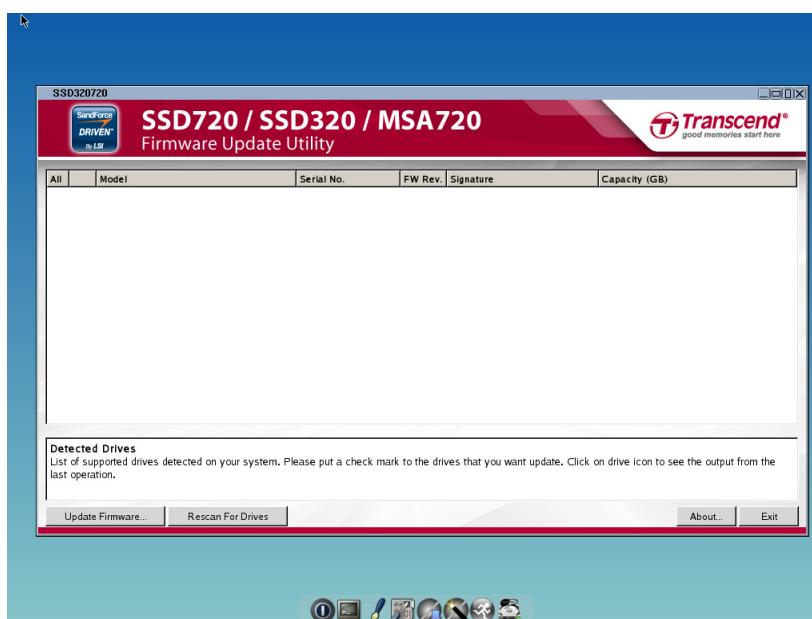 SSD320720
SandForce
DRIVEN™
By LSI
SSD720 / SSD320 / MSA720
Firmware Update Utility
Transcend®
good memories start here
All Model Serial No. FW Rev. Signature Capacity (GB)
Detected Drives
List of supported drives detected on your system. Please put a check mark to the drives that you want update. Click on drive icon to see the output from the
last operation.
Update Firmware... Rescan For Drives About... Exit